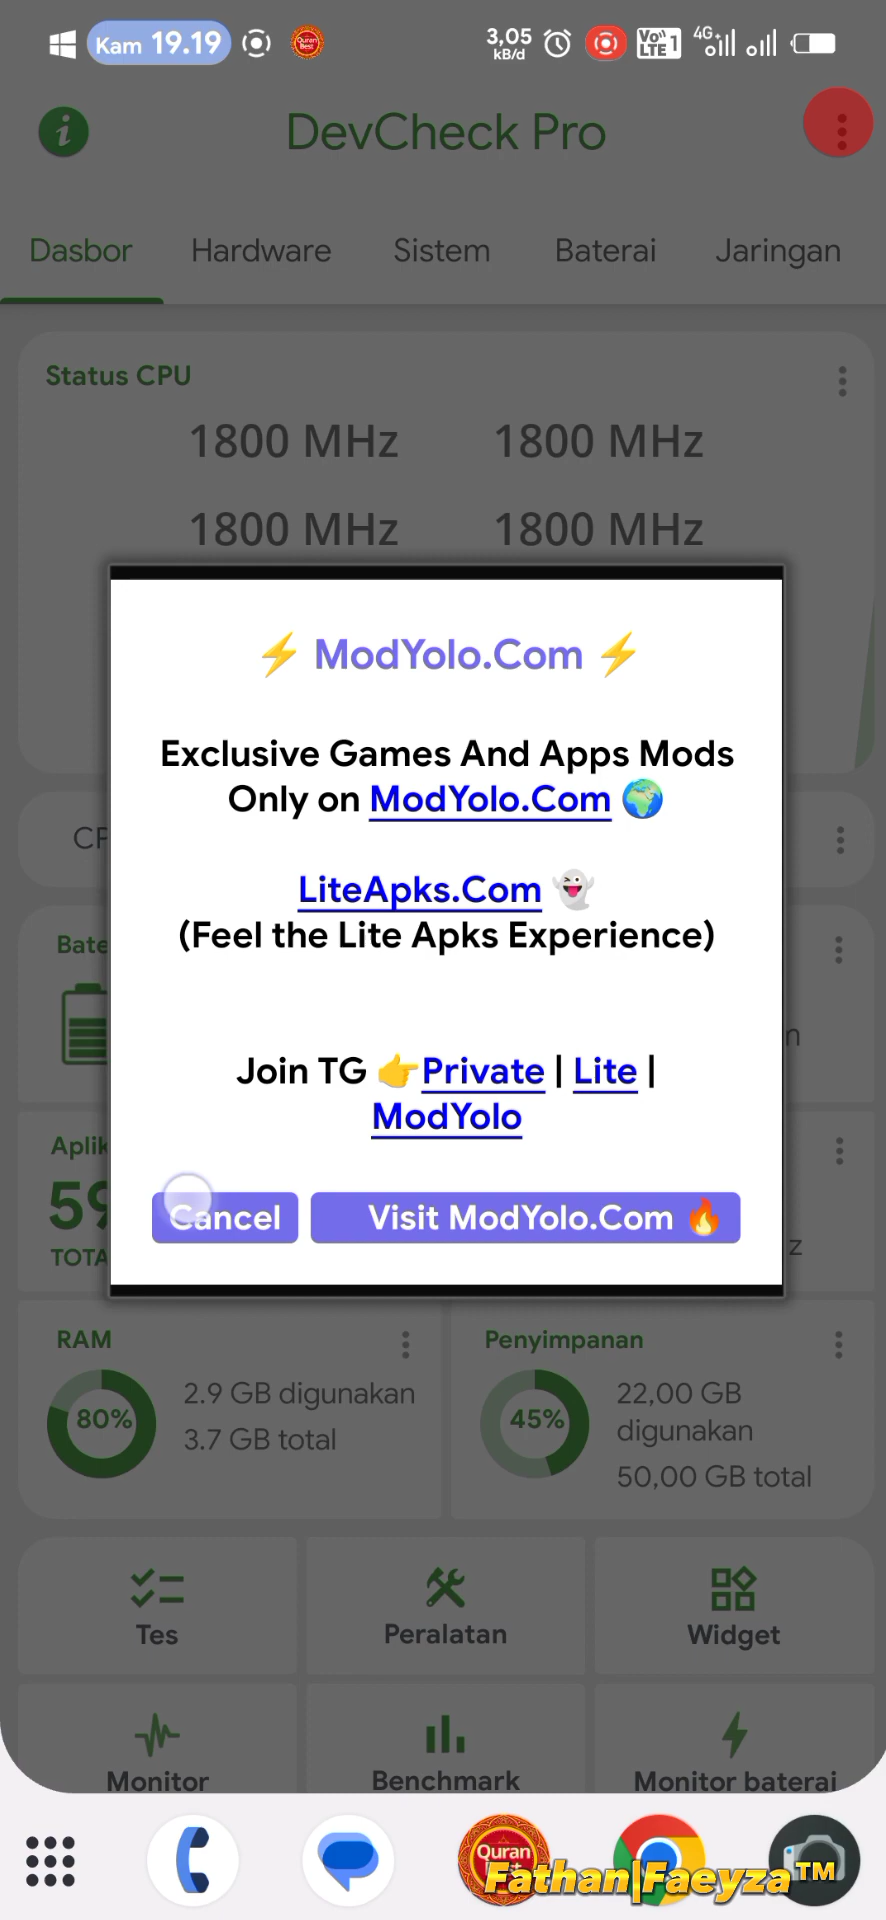 Kam 19.19
3,05
kB/d
Vo))
LTE 1
4G+
i
DevCheck Pro
Dasbor
Hardware
Sistem
Baterai
Jaringan
Status CPU
1800 MHz
1800 MHz
1800 MHz
1800 MHz
⚡ ModYolo.Com ⚡
Exclusive Games And Apps Mods
Only on ModYolo.Com 🌍
LiteApks.Com 👻
(Feel the Lite Apks Experience)
Join TG 👉Private | Lite |
ModYolo
Cancel
Visit ModYolo.Com 🔥
RAM
80%
2.9 GB digunakan
3.7 GB total
Penyimpanan
45%
22,00 GB
digunakan
50,00 GB total
Tes
Peralatan
Widget
Monitor
Benchmark
Monitor baterai
Quran
Fathan|Faeyza™